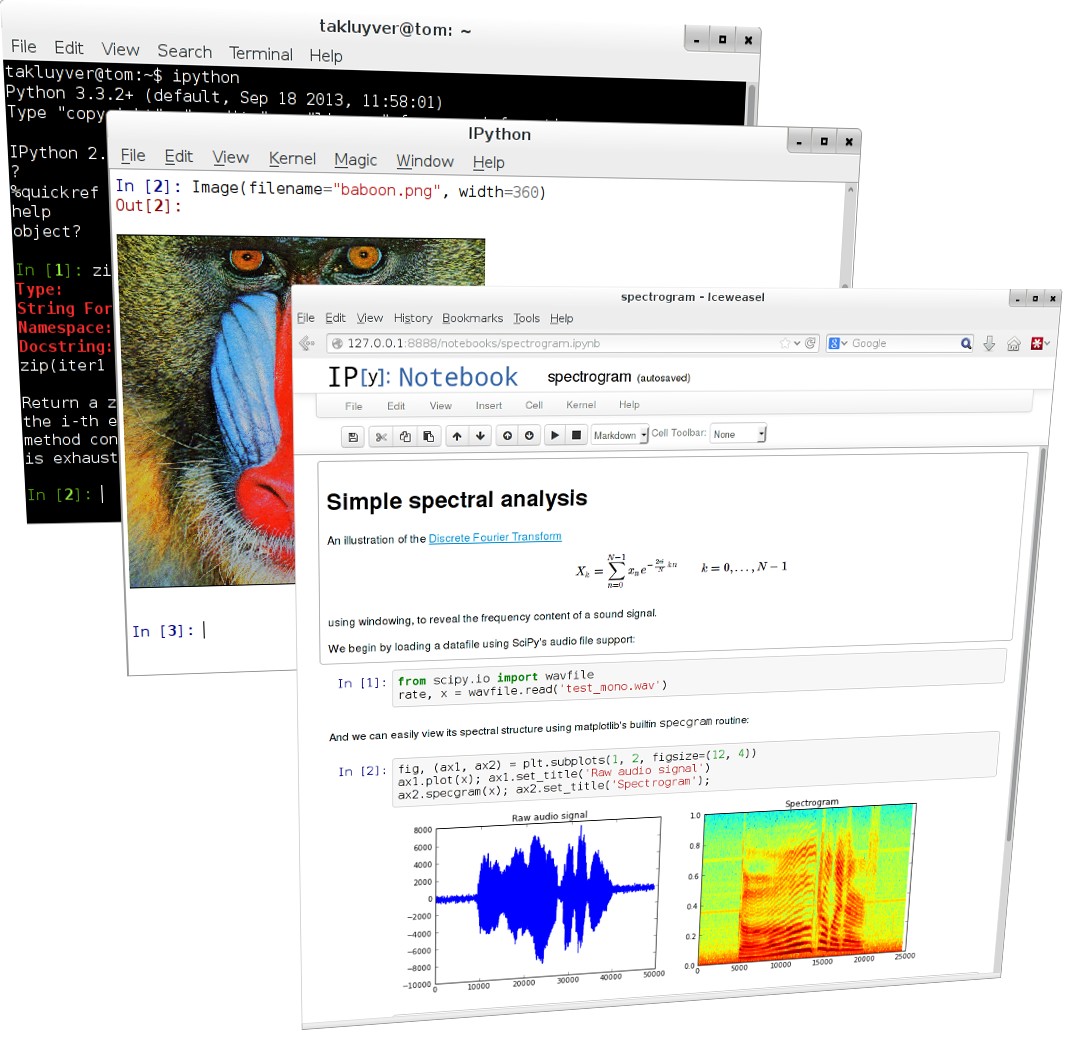 takluyver@tom: ~
File Edit View Search Terminal Help
takluyver@tom:~$ ipython
Python 3.3.2+ (default, Sep 18 2013, 11:58:01)
Type "copy
IPython 2.
?
%quickref
help
object?
In [1]: zi
Type:
String For
Namespace:
Docstring:
zip(iter1
Return a z
the i-th e
method con
is exhaust
In [2]:
IPython
File Edit View Kernel Magic Window Help
In [2]: Image(filename="baboon.png", width=360)
Out[2]:
In [3]:
spectrogram - Iceweasel
File Edit View History Bookmarks Tools Help
127.0.0.1:8888/notebooks/spectrogram.ipynb
Google
IP[y]: Notebook spectrogram (autosaved)
File Edit View Insert Cell Kernel Help
Markdown Cell Toolbar: None
Simple spectral analysis
An illustration of the Discrete Fourier Transform
X_k = \sum_{n=0}^{N-1} x_n e^{-\frac{2\pi i}{N} kn} k = 0, . . . , N − 1
using windowing, to reveal the frequency content of a sound signal.
We begin by loading a datafile using SciPy's audio file support:
In [1]: from scipy.io import wavfile
rate, x = wavfile.read('test_mono.wav')
And we can easily view its spectral structure using matplotlib's builtin specgram routine:
In [2]: fig, (ax1, ax2) = plt.subplots(1, 2, figsize=(12, 4))
ax1.plot(x); ax1.set_title('Raw audio signal')
ax2.specgram(x); ax2.set_title('Spectrogram');
Raw audio signal
8000
6000
4000
2000
0
−2000
−4000
−6000
−8000
−10000
0 10000 20000 30000 40000 50000
Spectrogram
1.0
0.8
0.6
0.4
0.2
0.0
0 5000 10000 15000 20000 25000